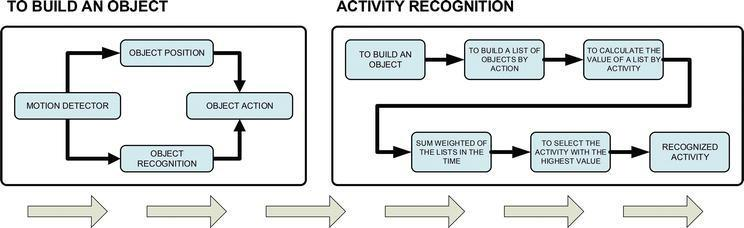 TO BUILD AN OBJECT
ACTIVITY RECOGNITION
OBJECT POSITION
MOTION DETECTOR
OBJECT ACTION
OBJECT
RECOGNITION
TO BUILD AN
OBJECT
TO BUILD A LIST OF
OBJECTS BY
ACTION
TO CALCULATE THE
VALUE OF A LIST BY
ACTIVITY
SUM WEIGHTED OF
THE LISTS IN THE
TIME
TO SELECT THE
ACTIVITY WITH THE
HIGHEST VALUE
RECOGNIZED
ACTIVITY